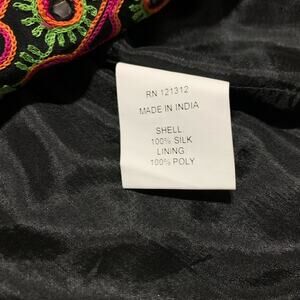 RN 121312
MADE IN INDIA
SHELL
100% SILK
LINING
100% POLY